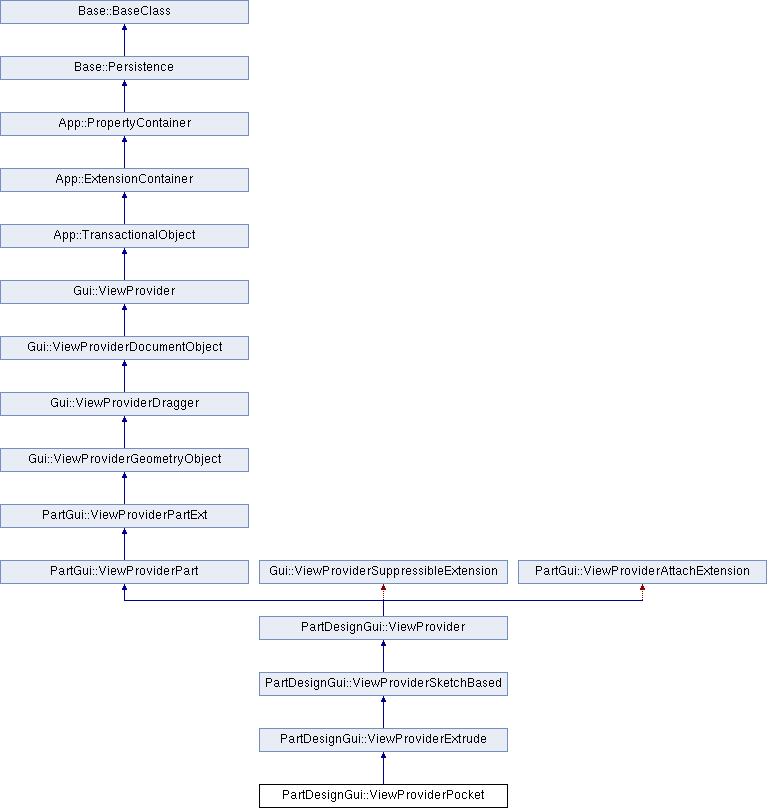 Base::BaseClass
Base::Persistence
App::PropertyContainer
App::ExtensionContainer
App::TransactionalObject
Gui::ViewProvider
Gui::ViewProviderDocumentObject
Gui::ViewProviderDragger
Gui::ViewProviderGeometryObject
PartGui::ViewProviderPartExt
PartGui::ViewProviderPart
Gui::ViewProviderSuppressibleExtension
PartGui::ViewProviderAttachExtension
PartDesignGui::ViewProvider
PartDesignGui::ViewProviderSketchBased
PartDesignGui::ViewProviderExtrude
PartDesignGui::ViewProviderPocket